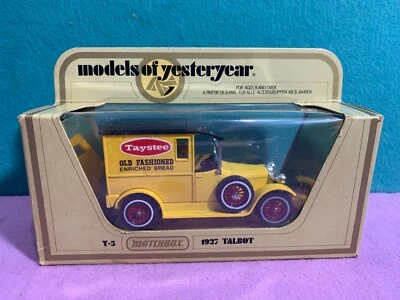 models of yesteryear®
FOR AGES 8 AND OVER
A PARTIR DE 8 ANS. FÜR ALLE ALTERSGRUPPEN AB 8 JAHREN.
Taystee
OLD FASHIONED
ENRICHED BREAD
Y-5 MATCHBOX 1927 TALBOT